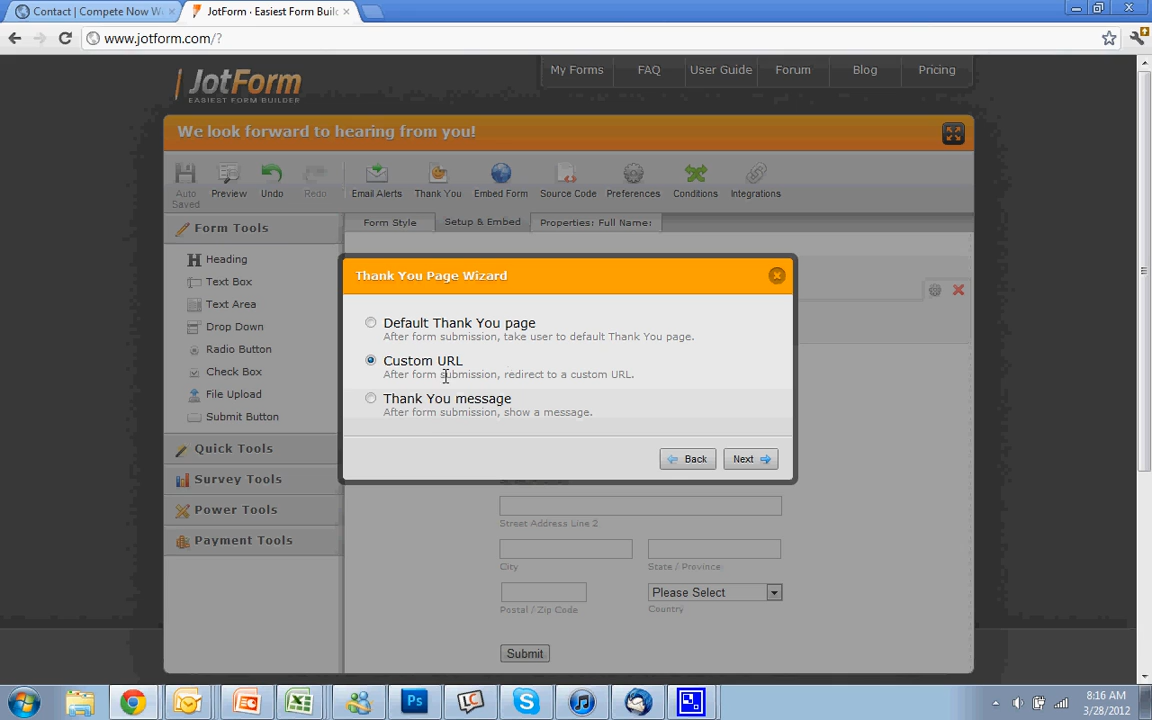 Contact | Compete Now W
JotForm · Easiest Form Buil
www.jotform.com/?
JotForm
EASIEST FORM BUILDER
My Forms
FAQ
User Guide
Forum
Blog
Pricing
We look forward to hearing from you!
Auto Saved
Preview
Undo
Redo
Email Alerts
Thank You
Embed Form
Source Code
Preferences
Conditions
Integrations
Form Tools
Form Style
Setup & Embed
Properties: Full Name:
Heading
Text Box
Text Area
Drop Down
Radio Button
Check Box
File Upload
Submit Button
Quick Tools
Survey Tools
Power Tools
Payment Tools
Thank You Page Wizard
Default Thank You page
After form submission, take user to default Thank You page.
Custom URL
After form submission, redirect to a custom URL.
Thank You message
After form submission, show a message.
Back
Next
Street Address Line 2
City
State / Province
Please Select
Postal / Zip Code
Country
Submit
Ps
LC
8:16 AM
3/28/2012